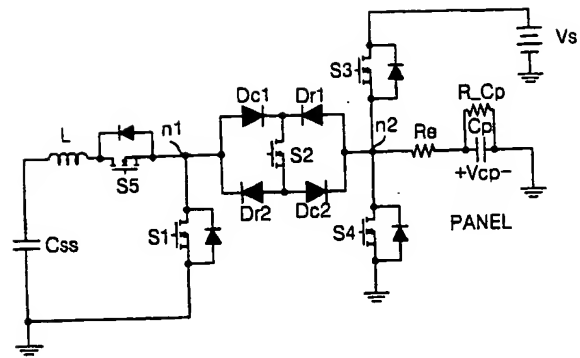 S3
Vs
Dc1
Dr1
R_Cp
L
n1
n2
Re
Cp
S2
S5
+Vcp-
Dr2
Dc2
PANEL
S1
S4
Css